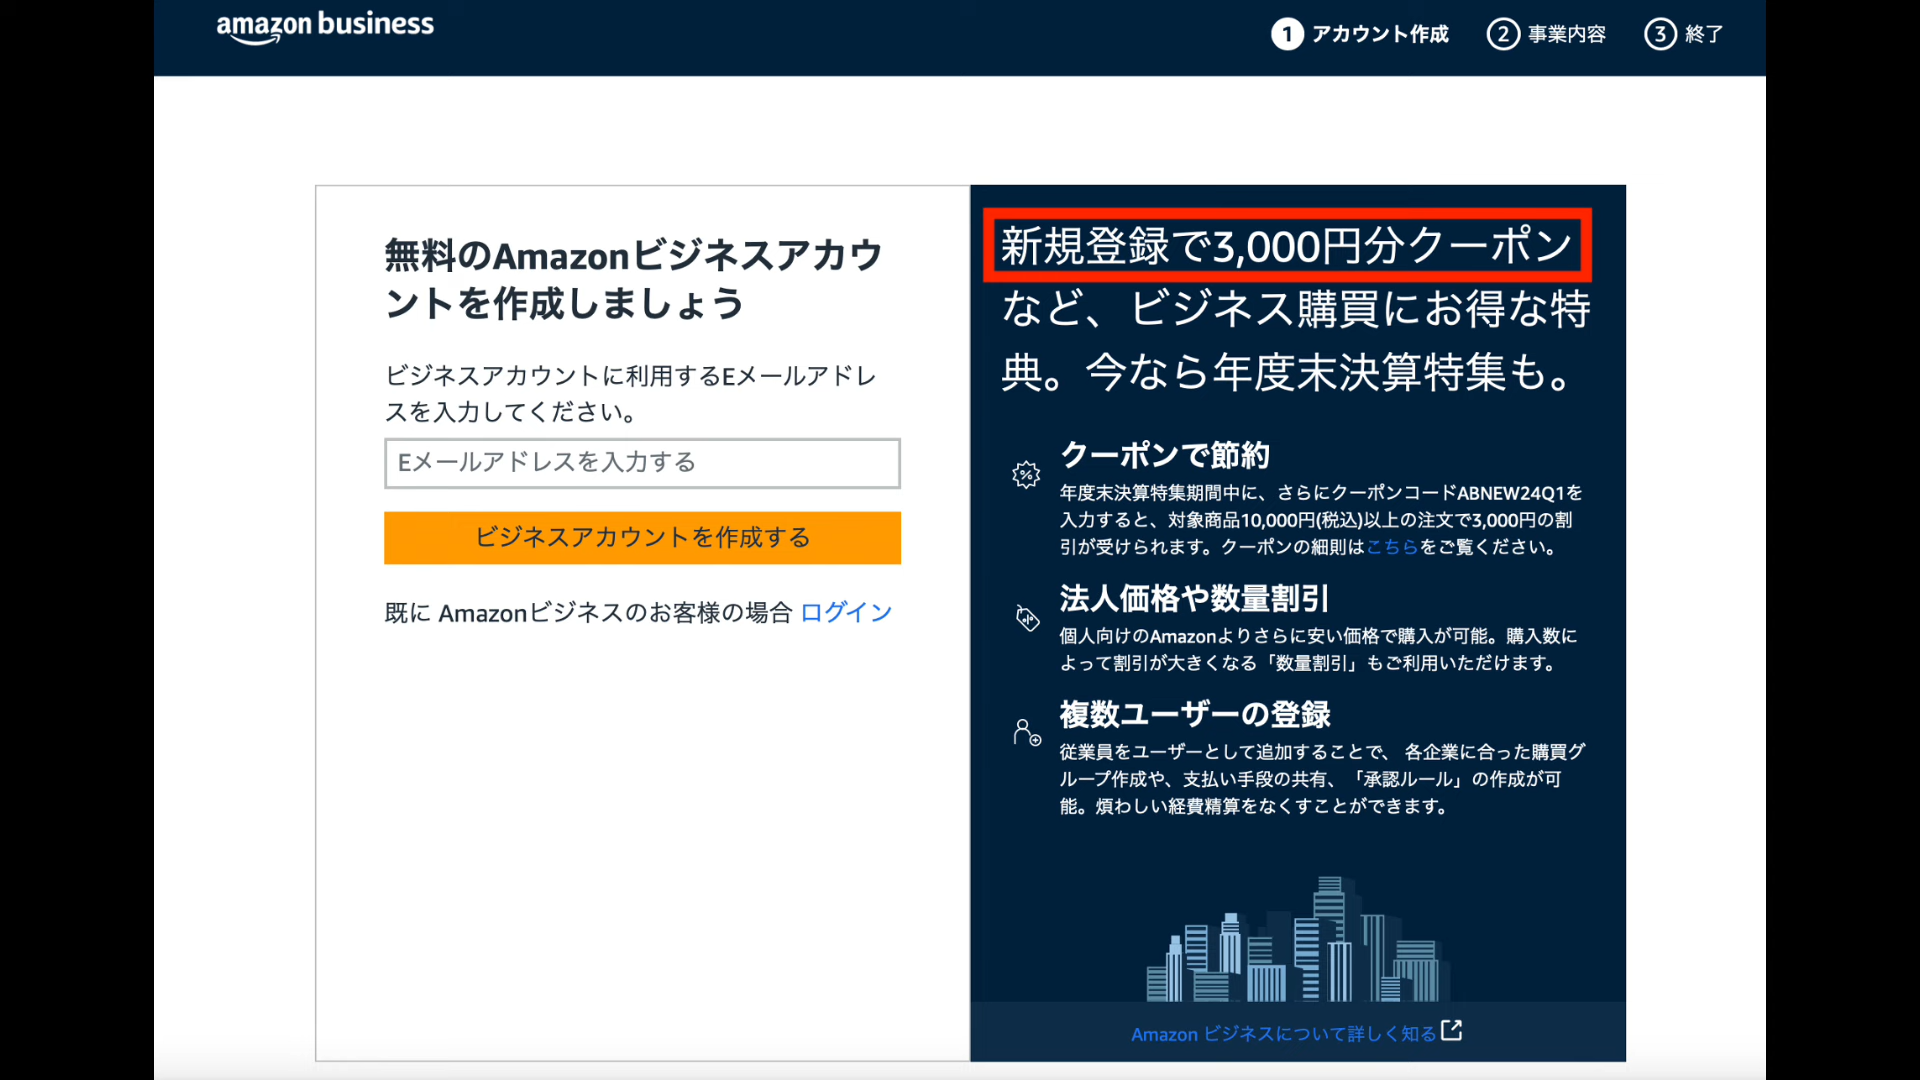 amazon business
1 アカウント作成
2 事業内容
3 終了
無料のAmazonビジネスアカウ
ントを作成しましょう
ビジネスアカウントに利用するEメールアドレ
スを入力してください。
Eメールアドレスを入力する
ビジネスアカウントを作成する
既に Amazonビジネスのお客様の場合 ログイン
新規登録で3,000円分クーポン
など、ビジネス購買にお得な特
典。今なら年度末決算特集も。
クーポンで節約
年度末決算特集期間中に、さらにクーポンコードABNEW24Q1を
入力すると、対象商品10,000円(税込)以上の注文で3,000円の割
引が受けられます。クーポンの細則はこちらをご覧ください。
法人価格や数量割引
個人向けのAmazonよりさらに安い価格で購入が可能。購入数に
よって割引が大きくなる「数量割引」もご利用いただけます。
複数ユーザーの登録
従業員をユーザーとして追加することで、 各企業に合った購買グ
ループ作成や、支払い手段の共有、「承認ルール」の作成が可
能。煩わしい経費精算をなくすことができます。
Amazon ビジネスについて詳しく知る